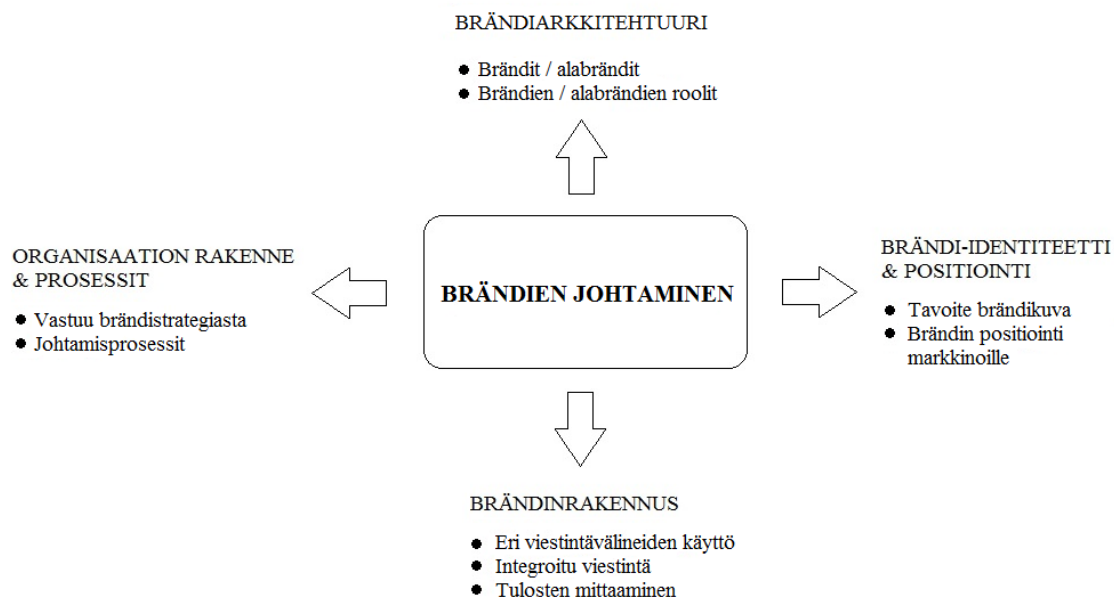 BRÄNDIARKKITEHTUURI
● Brändit / alabrändit
● Brändien / alabrändien roolit
ORGANISAATION RAKENNE
& PROSESSIT
● Vastuu brändistrategiasta
● Johtamisprosessit
BRÄNDIEN JOHTAMINEN
BRÄNDI-IDENTITEETTI
& POSITIOINTI
● Tavoite brändikuva
● Brändin positiointi
markkinoille
BRÄNDINRAKENNUS
● Eri viestintävälineiden käyttö
● Integroitu viestintä
● Tulosten mittaaminen